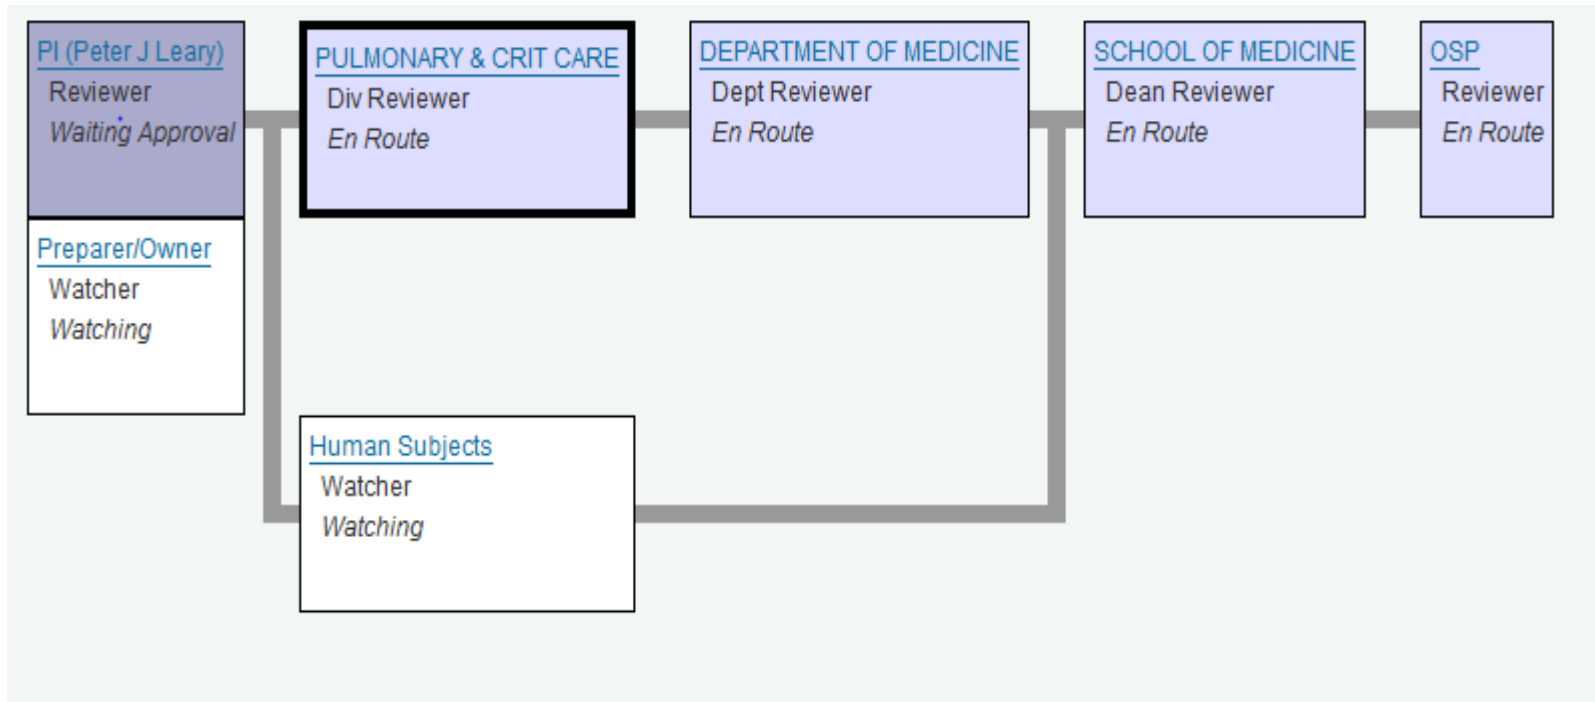 PI (Peter J Leary)
Reviewer
Waiting Approval
Preparer/Owner
Watcher
Watching
PULMONARY & CRIT CARE
Div Reviewer
En Route
Human Subjects
Watcher
Watching
DEPARTMENT OF MEDICINE
Dept Reviewer
En Route
SCHOOL OF MEDICINE
Dean Reviewer
En Route
OSP
Reviewer
En Route